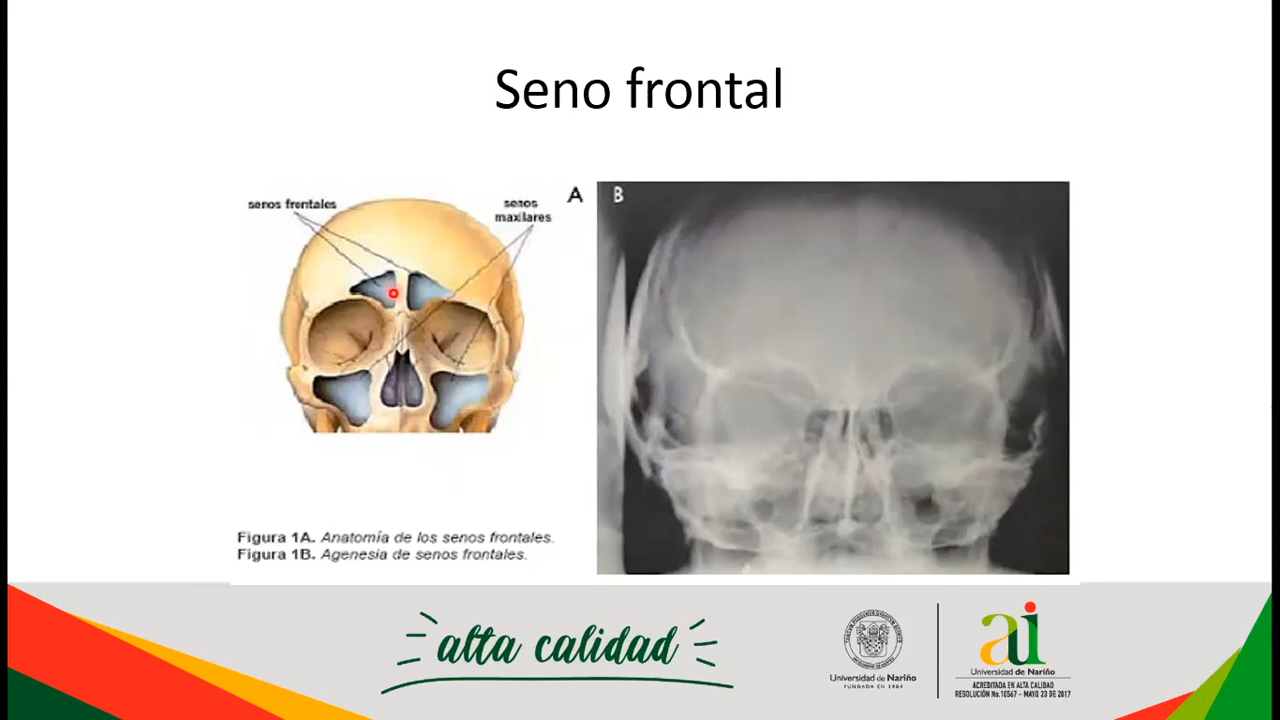 Seno frontal
senos frontales
senos
maxilares
A
B
Figura 1A. Anatomía de los senos frontales.
Figura 1B. Agenesia de senos frontales.
alta calidad
Universidad de Nariño
FUNDADA EN 1904
ai
Universidad de Nariño
ACREDITADA EN ALTA CALIDAD
RESOLUCIÓN No.10567 – MAYO 23 DE 2017